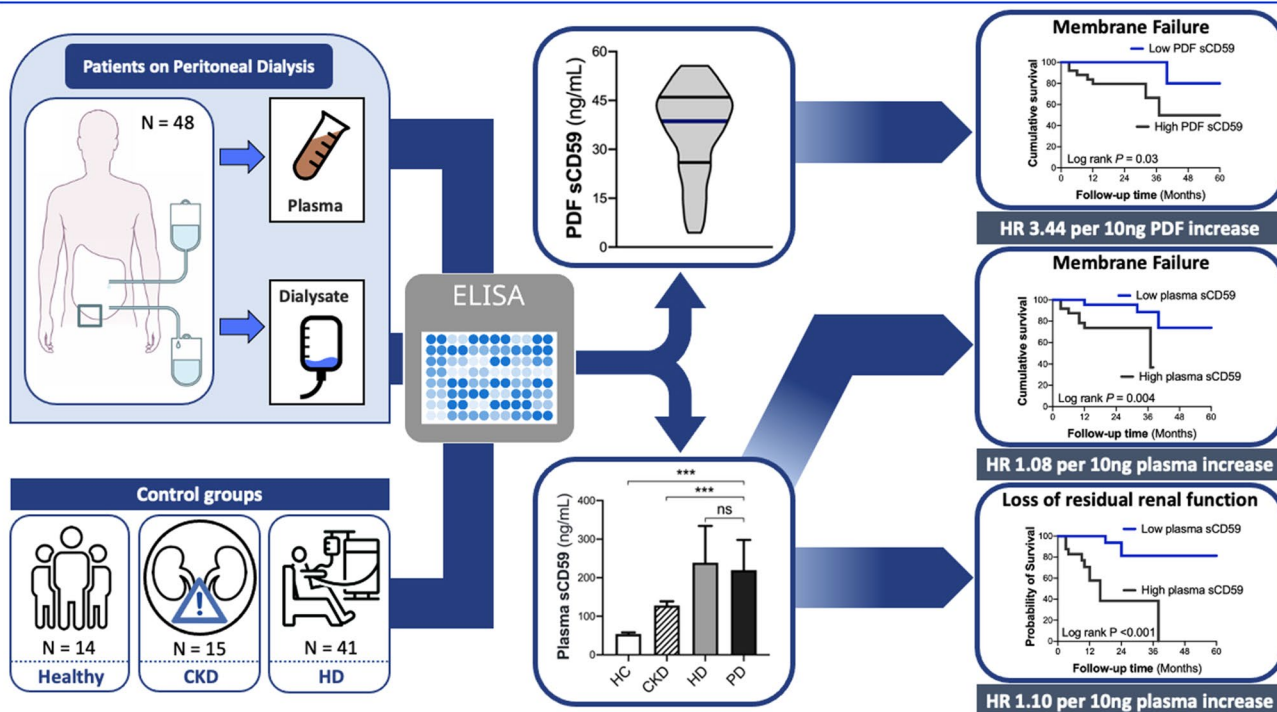 Patients on Peritoneal Dialysis
N = 48
Plasma
Dialysate
Control groups
N = 14
Healthy
N = 15
CKD
N = 41
HD
ELISA
PDF sCD59 (ng/mL)
60
45
30
15
0
Plasma sCD59 (ng/mL)
400
300
200
100
0
***
***
ns
HC
CKD
HD
PD
Membrane Failure
Low PDF sCD59
High PDF sCD59
Cumulative survival
100
80
60
40
20
0
Log rank P = 0.03
0 12 24 36 48 60
Follow-up time (Months)
HR 3.44 per 10ng PDF increase
Membrane Failure
Low plasma sCD59
High plasma sCD59
Cumulative survival
100
80
60
40
20
0
Log rank P = 0.004
0 12 24 36 48 60
Follow-up time (Months)
HR 1.08 per 10ng plasma increase
Loss of residual renal function
Low plasma sCD59
High plasma sCD59
Probability of Survival
100
80
60
40
20
0
Log rank P <0.001
0 12 24 36 48 60
Follow-up time (Months)
HR 1.10 per 10ng plasma increase